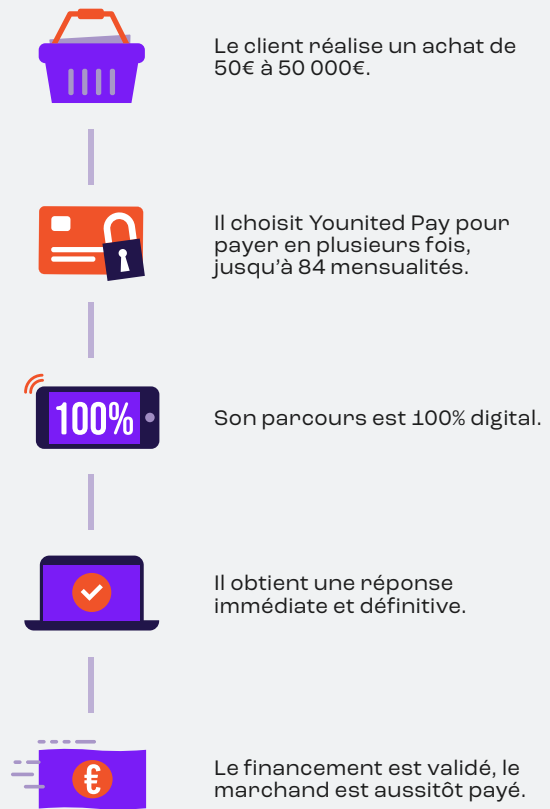 Le client réalise un achat de
50€ à 50 000€.
Il choisit Younited Pay pour
payer en plusieurs fois,
jusqu'à 84 mensualités.
100%
Son parcours est 100% digital.
Il obtient une réponse
immédiate et définitive.
€
Le financement est validé, le
marchand est aussitôt payé.